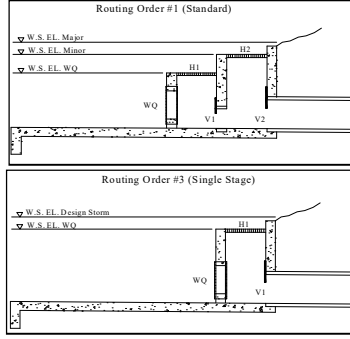 Routing Order #1 (Standard)
W.S. EL. Major
W.S. EL. Minor
W.S. EL. WQ
H2
H1
WQ
V1
V2
Routing Order #3 (Single Stage)
W.S. EL. Design Storm
W.S. EL. WQ
H1
WQ
V1